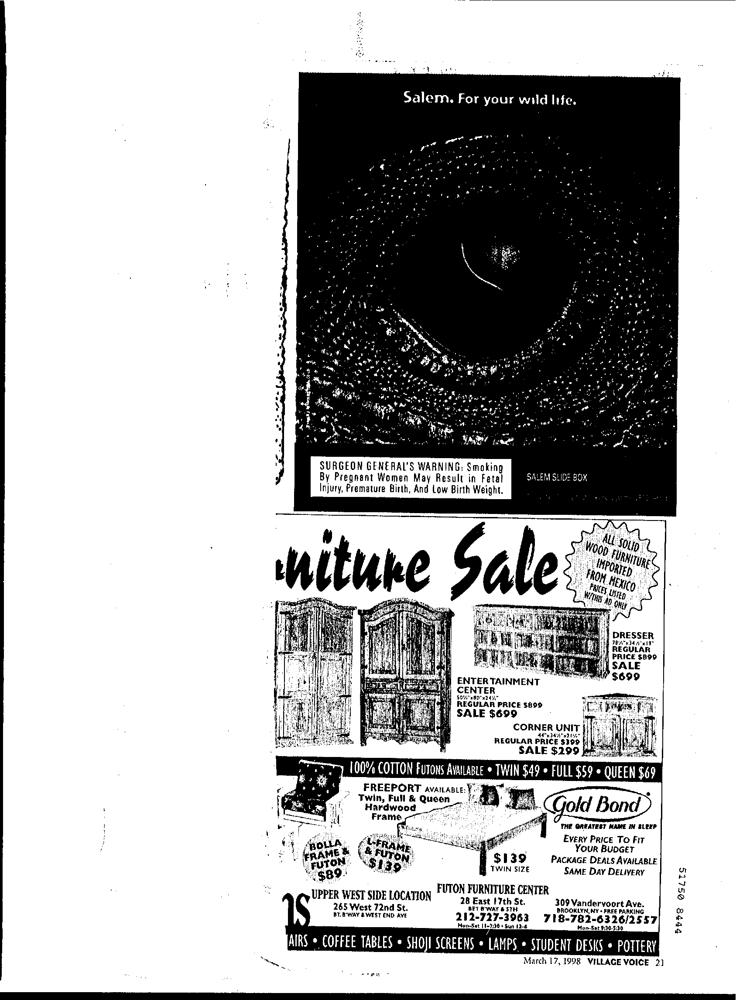 Salem. For your wild life.
SURGEON GENERAL'S WARNING: Smoking
By Pregnant Women May Result in Fetal
Injury, Premature Birth, And Low Birth Weight.
SALEM SLIDE BOX
niture Sale
ALL SOLID
WOOD FURNITURE
IMPORTED
FROM MEXICO
PRICES LISTED
W/THIS AD ONLY
DRESSER
REGULAR
PRICE $899
SALE
$699
ENTERTAINMENT
CENTER
REGULAR PRICE $899
SALE $699
CORNER UNIT
REGULAR PRICE $399
SALE $299
100% COTTON FUTONS AVAILABLE • TWIN $49 • FULL $59 • QUEEN $69
FREEPORT AVAILABLE:
Twin, Full & Queen
Hardwood
Frame
BOLLA
FRAME &
FUTON
$89
L-FRAME
& FUTON
$139
$139
TWIN SIZE
Gold Bond
THE GREATEST NAME IN SLEEP
EVERY PRICE TO FIT
YOUR BUDGET
PACKAGE DEALS AVAILABLE
SAME DAY DELIVERY
UPPER WEST SIDE LOCATION
265 West 72nd St.
BT. B'WAY & WEST END AVE
FUTON FURNITURE CENTER
28 East 17th St.
BET B'WAY & 5TH
212-727-3963
Mon-Sat 11-7:30 • Sun 12-6
309 Vandervoort Ave.
BROOKLYN, NY • FREE PARKING
718-782-6326/2557
Mon-Sat 9:30-5:30
AIRS • COFFEE TABLES • SHOJI SCREENS • LAMPS • STUDENT DESKS • POTTERY
March 17, 1998 VILLAGE VOICE 21
51750 8444